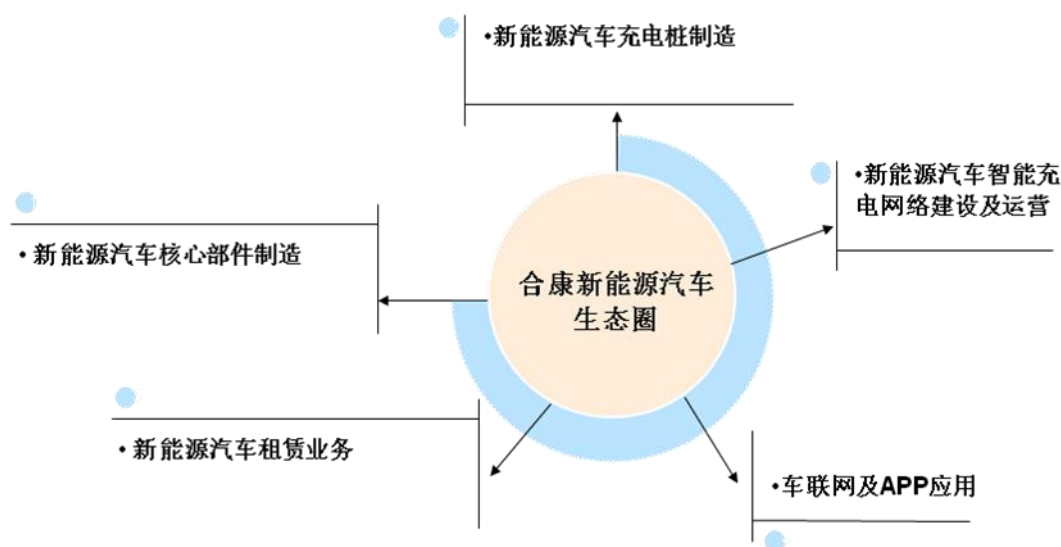 •新能源汽车充电桩制造
•新能源汽车智能充
电网络建设及运营
• 新能源汽车核心部件制造
合康新能源汽车
生态圈
• 新能源汽车租赁业务
•车联网及APP应用